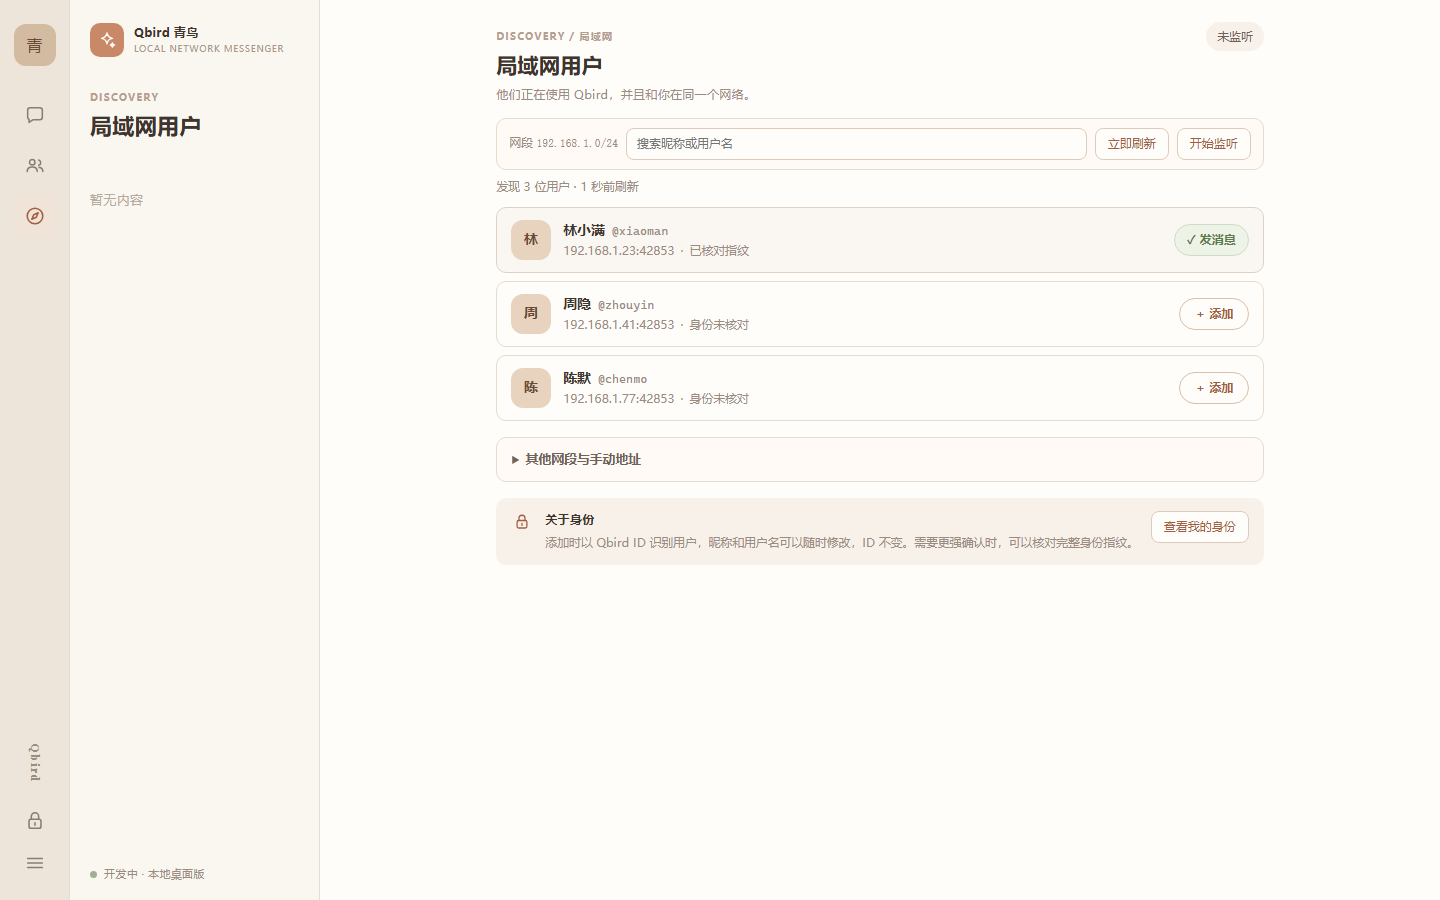 青
Qbird
Qbird 青鸟
LOCAL NETWORK MESSENGER
DISCOVERY
局域网用户
暂无内容
开发中 · 本地桌面版
DISCOVERY / 局域网
局域网用户
他们正在使用 Qbird，并且和你在同一个网络。
未监听
网段 192.168.1.0/24
搜索昵称或用户名
立即刷新
开始监听
发现 3 位用户 · 1 秒前刷新
林
林小满 @xiaoman
192.168.1.23:42853 · 已核对指纹
✓ 发消息
周
周隐 @zhouyin
192.168.1.41:42853 · 身份未核对
+ 添加
陈
陈默 @chenmo
192.168.1.77:42853 · 身份未核对
+ 添加
▶ 其他网段与手动地址
关于身份
添加时以 Qbird ID 识别用户，昵称和用户名可以随时修改，ID 不变。需要更强确认时，可以核对完整身份指纹。
查看我的身份